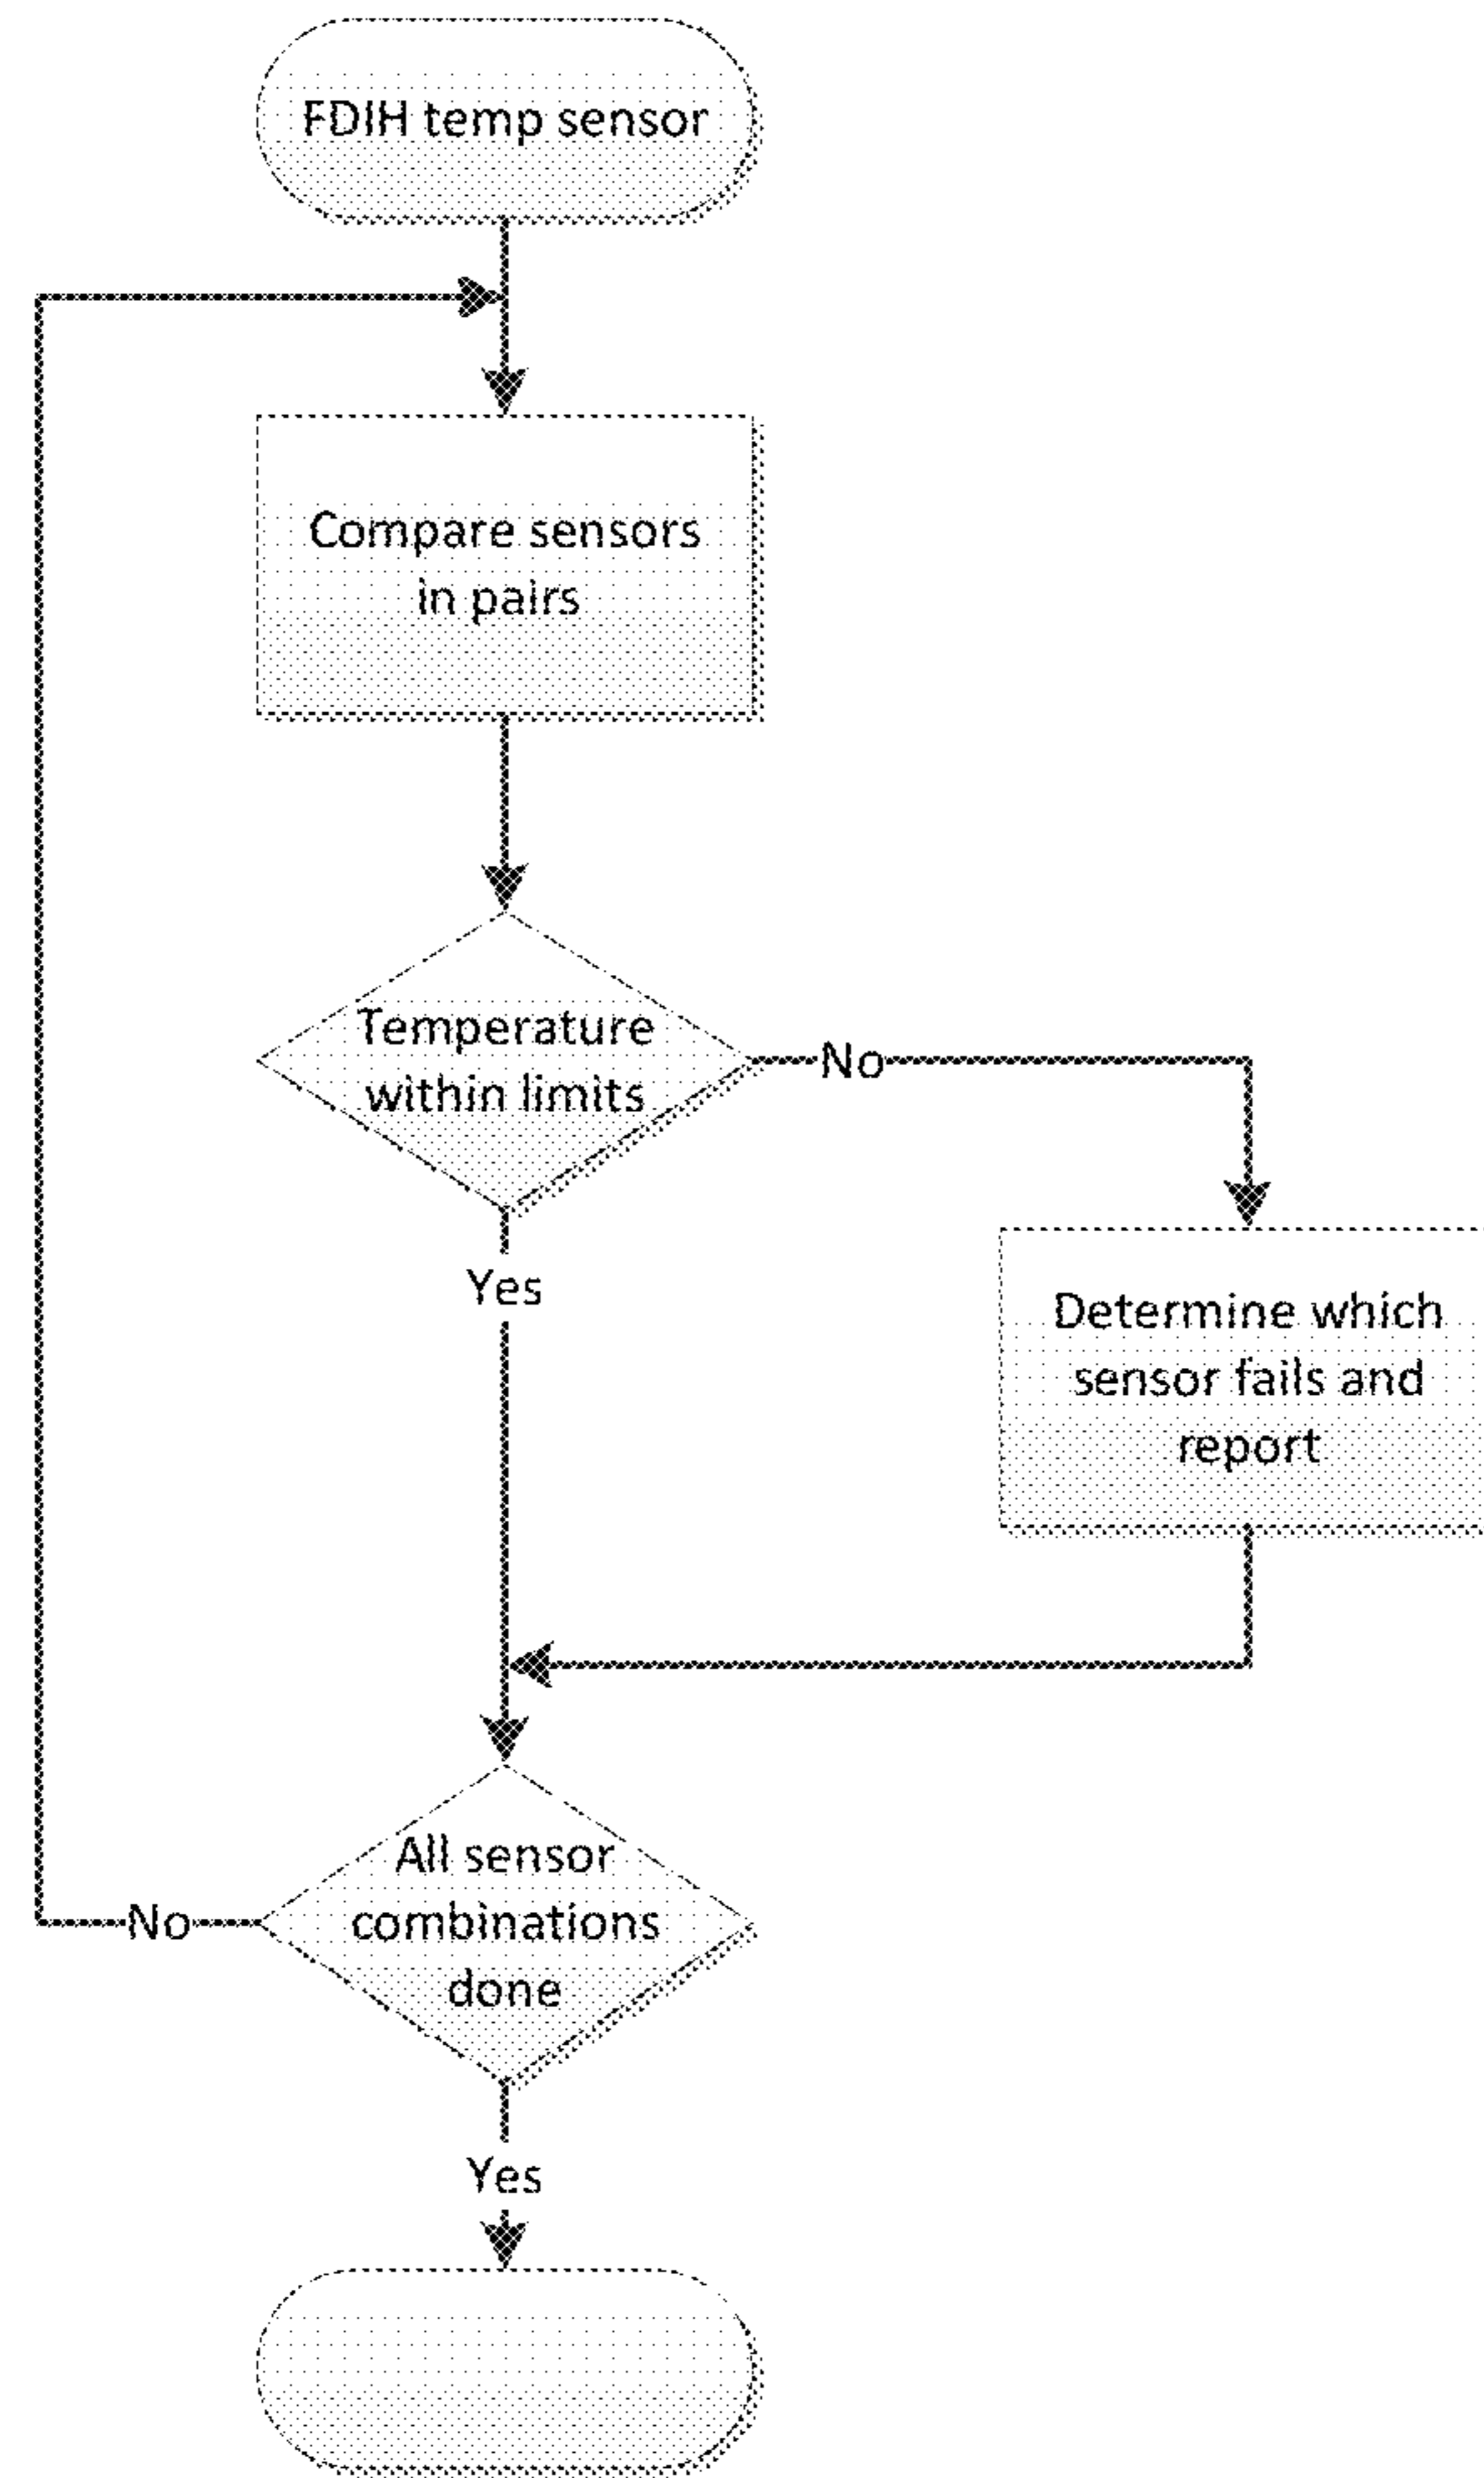 FDIH temp sensor
Compare sensors
in pairs
Temperature
within limits
No
Yes
Determine which
sensor fails and
report
All sensor
combinations
done
No
Yes